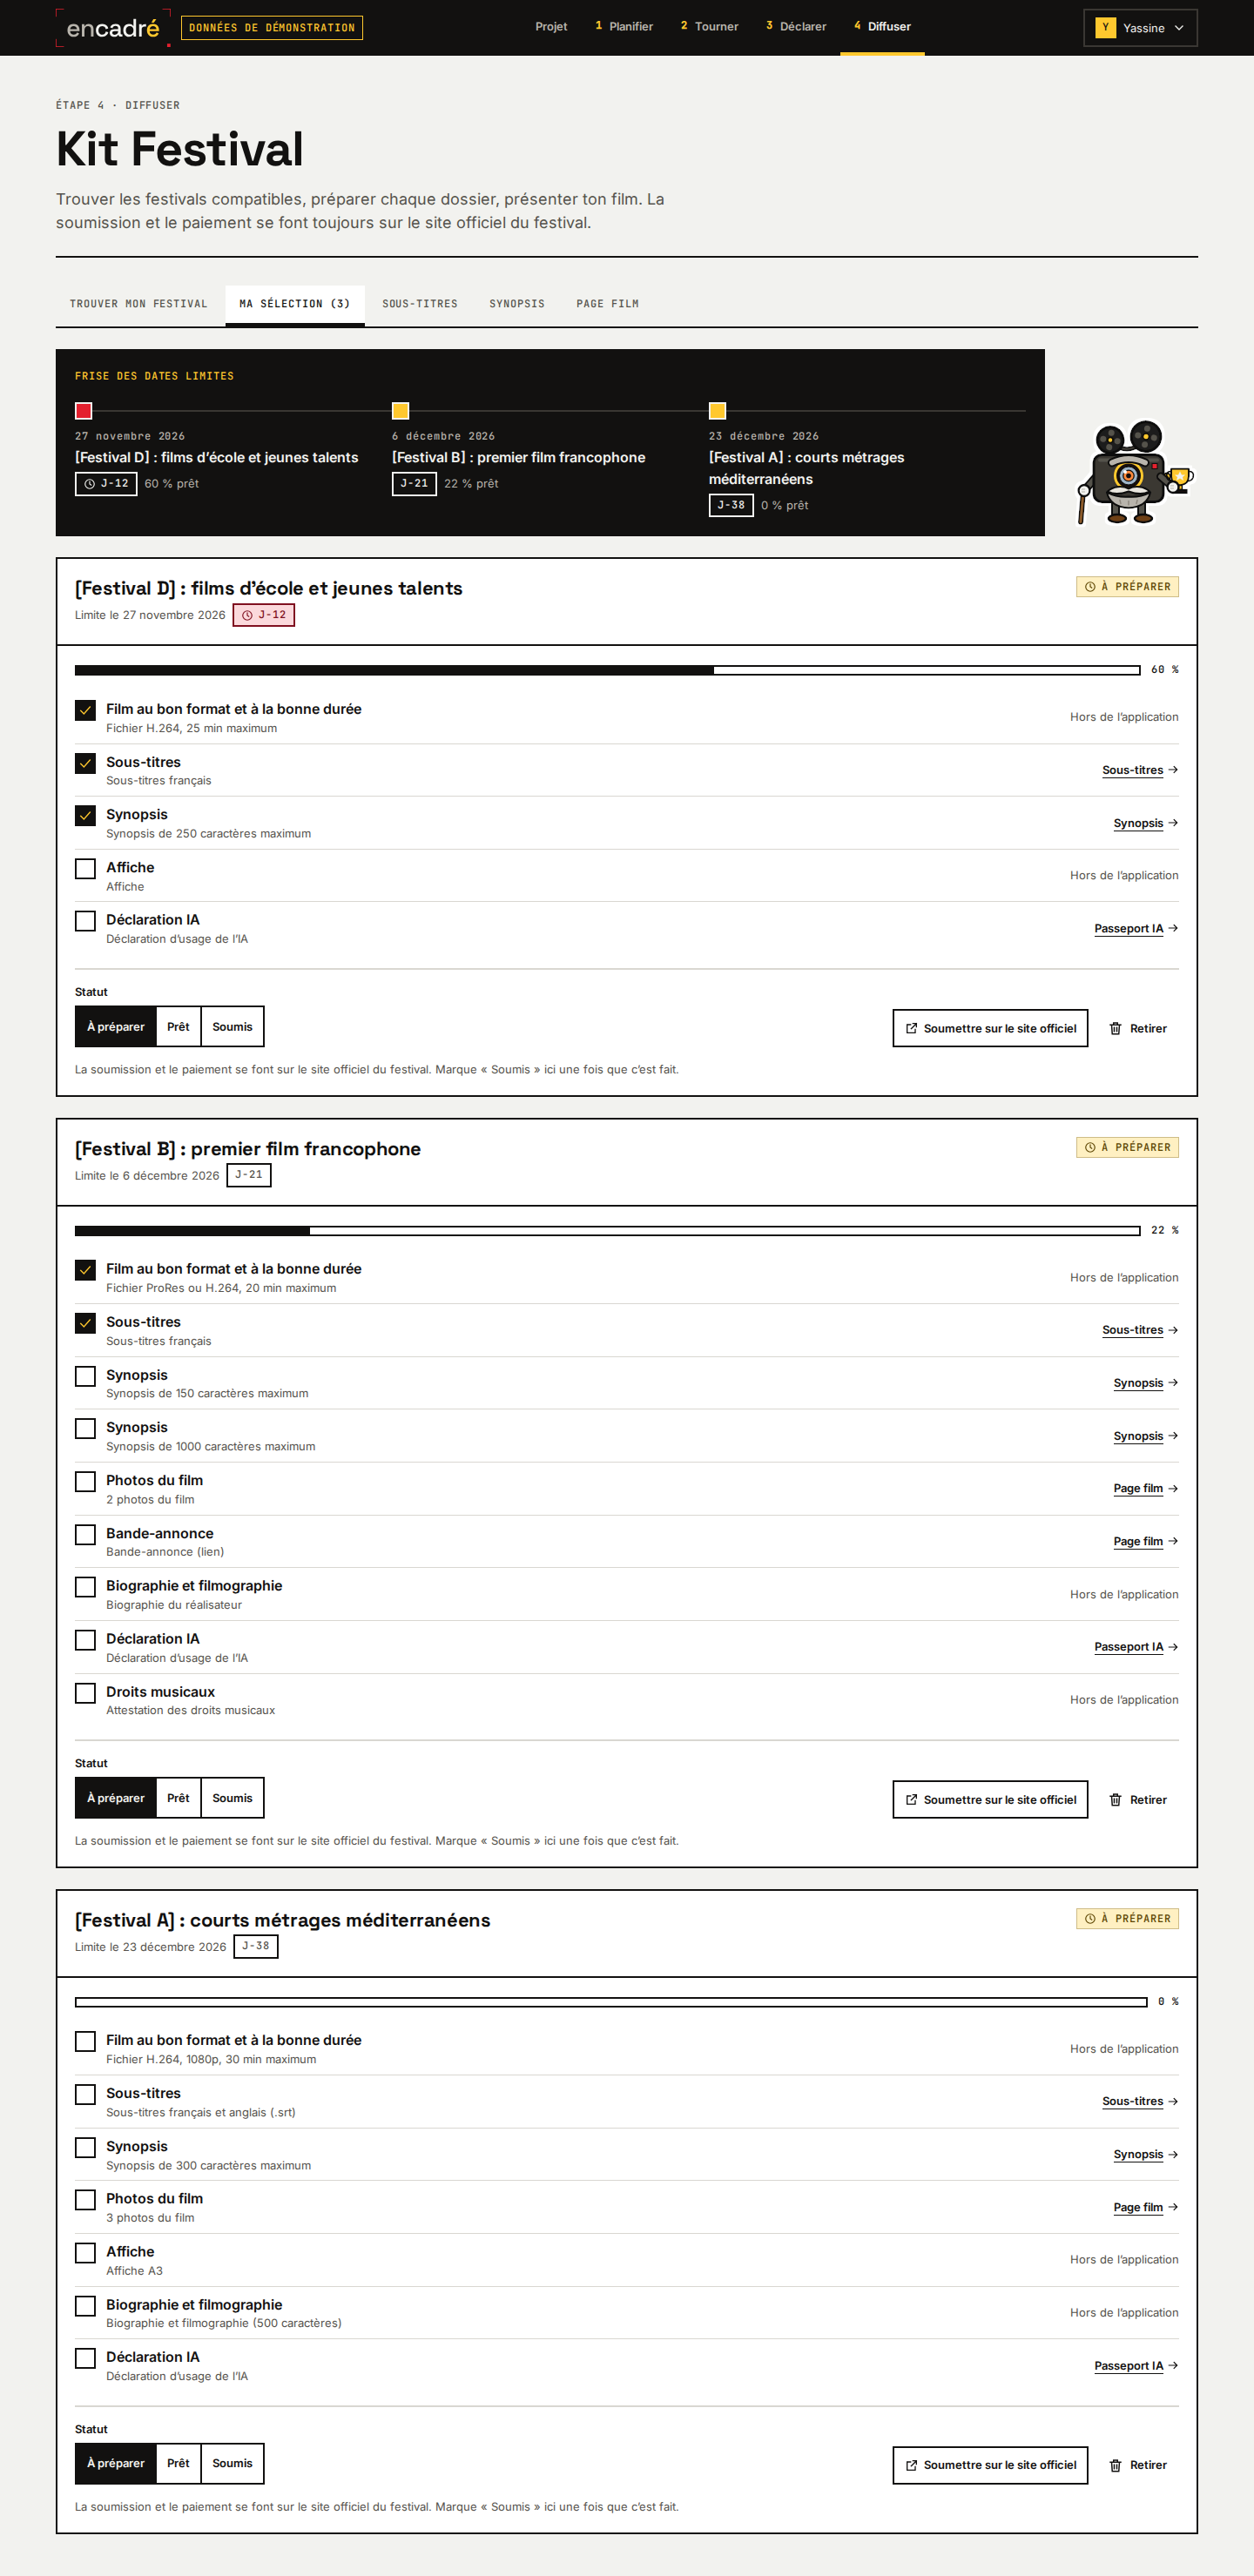 encadré
DONNÉES DE DÉMONSTRATION
Projet
1 Planifier
2 Tourner
3 Déclarer
4 Diffuser
Y Yassine
ÉTAPE 4 · DIFFUSER
Kit Festival
Trouver les festivals compatibles, préparer chaque dossier, présenter ton film. La
soumission et le paiement se font toujours sur le site officiel du festival.
TROUVER MON FESTIVAL
MA SÉLECTION (3)
SOUS-TITRES
SYNOPSIS
PAGE FILM
FRISE DES DATES LIMITES
27 novembre 2026
[Festival D] : films d’école et jeunes talents
J-12 60 % prêt
6 décembre 2026
[Festival B] : premier film francophone
J-21 22 % prêt
23 décembre 2026
[Festival A] : courts métrages
méditerranéens
J-38 0 % prêt
[Festival D] : films d’école et jeunes talents
À PRÉPARER
Limite le 27 novembre 2026 J-12
60 %
Film au bon format et à la bonne durée
Fichier H.264, 25 min maximum
Hors de l’application
Sous-titres
Sous-titres français
Sous-titres →
Synopsis
Synopsis de 250 caractères maximum
Synopsis →
Affiche
Affiche
Hors de l’application
Déclaration IA
Déclaration d’usage de l’IA
Passeport IA →
Statut
À préparer Prêt Soumis
Soumettre sur le site officiel
Retirer
La soumission et le paiement se font sur le site officiel du festival. Marque « Soumis » ici une fois que c’est fait.
[Festival B] : premier film francophone
À PRÉPARER
Limite le 6 décembre 2026 J-21
22 %
Film au bon format et à la bonne durée
Fichier ProRes ou H.264, 20 min maximum
Hors de l’application
Sous-titres
Sous-titres français
Sous-titres →
Synopsis
Synopsis de 150 caractères maximum
Synopsis →
Synopsis
Synopsis de 1000 caractères maximum
Synopsis →
Photos du film
2 photos du film
Page film →
Bande-annonce
Bande-annonce (lien)
Page film →
Biographie et filmographie
Biographie du réalisateur
Hors de l’application
Déclaration IA
Déclaration d’usage de l’IA
Passeport IA →
Droits musicaux
Attestation des droits musicaux
Hors de l’application
Statut
À préparer Prêt Soumis
Soumettre sur le site officiel
Retirer
La soumission et le paiement se font sur le site officiel du festival. Marque « Soumis » ici une fois que c’est fait.
[Festival A] : courts métrages méditerranéens
À PRÉPARER
Limite le 23 décembre 2026 J-38
0 %
Film au bon format et à la bonne durée
Fichier H.264, 1080p, 30 min maximum
Hors de l’application
Sous-titres
Sous-titres français et anglais (.srt)
Sous-titres →
Synopsis
Synopsis de 300 caractères maximum
Synopsis →
Photos du film
3 photos du film
Page film →
Affiche
Affiche A3
Hors de l’application
Biographie et filmographie
Biographie et filmographie (500 caractères)
Hors de l’application
Déclaration IA
Déclaration d’usage de l’IA
Passeport IA →
Statut
À préparer Prêt Soumis
Soumettre sur le site officiel
Retirer
La soumission et le paiement se font sur le site officiel du festival. Marque « Soumis » ici une fois que c’est fait.